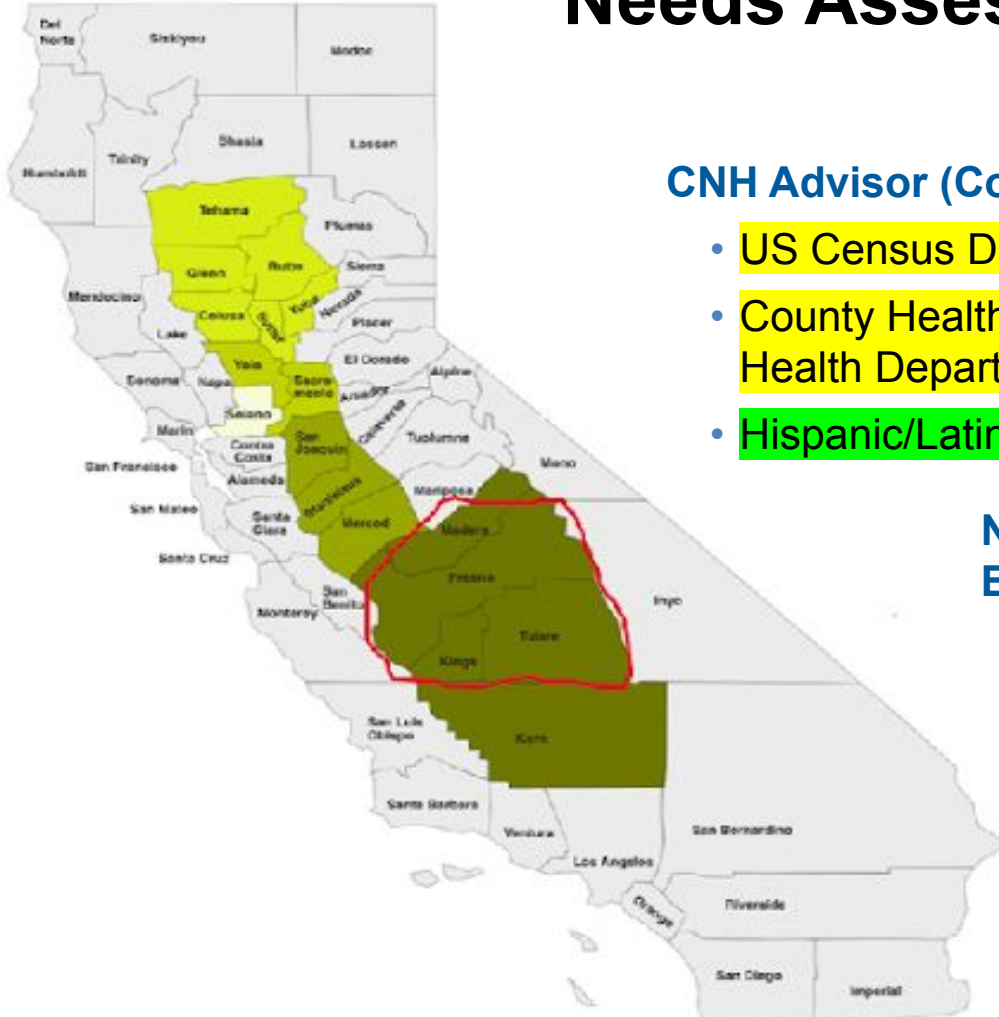 Needs Asses
CNH Advisor (Co
• US Census D
• County Health
Health Depart
• Hispanic/Latin
N
E
Del
Norte
Siskiyou
Modoc
Humboldt
Trinity
Shasta
Lassen
Tehama
Plumas
Glenn
Butte
Sierra
Mendocino
Colusa
Sutter
Yuba
Nevada
Placer
Lake
El Dorado
Yolo
Sonoma
Napa
Sacra-
mento
Amador
Alpine
Solano
Calaveras
Marin
Contra
Costa
San
Joaquin
Tuolumne
Mono
San Francisco
Alameda
Stanislaus
Mariposa
San Mateo
Santa
Clara
Merced
Madera
Santa Cruz
Fresno
San
Benito
Monterey
Inyo
Tulare
Kings
San Luis
Obispo
Kern
Santa Barbara
Ventura
San Bernardino
Los Angeles
Orange
Riverside
San Diego
Imperial